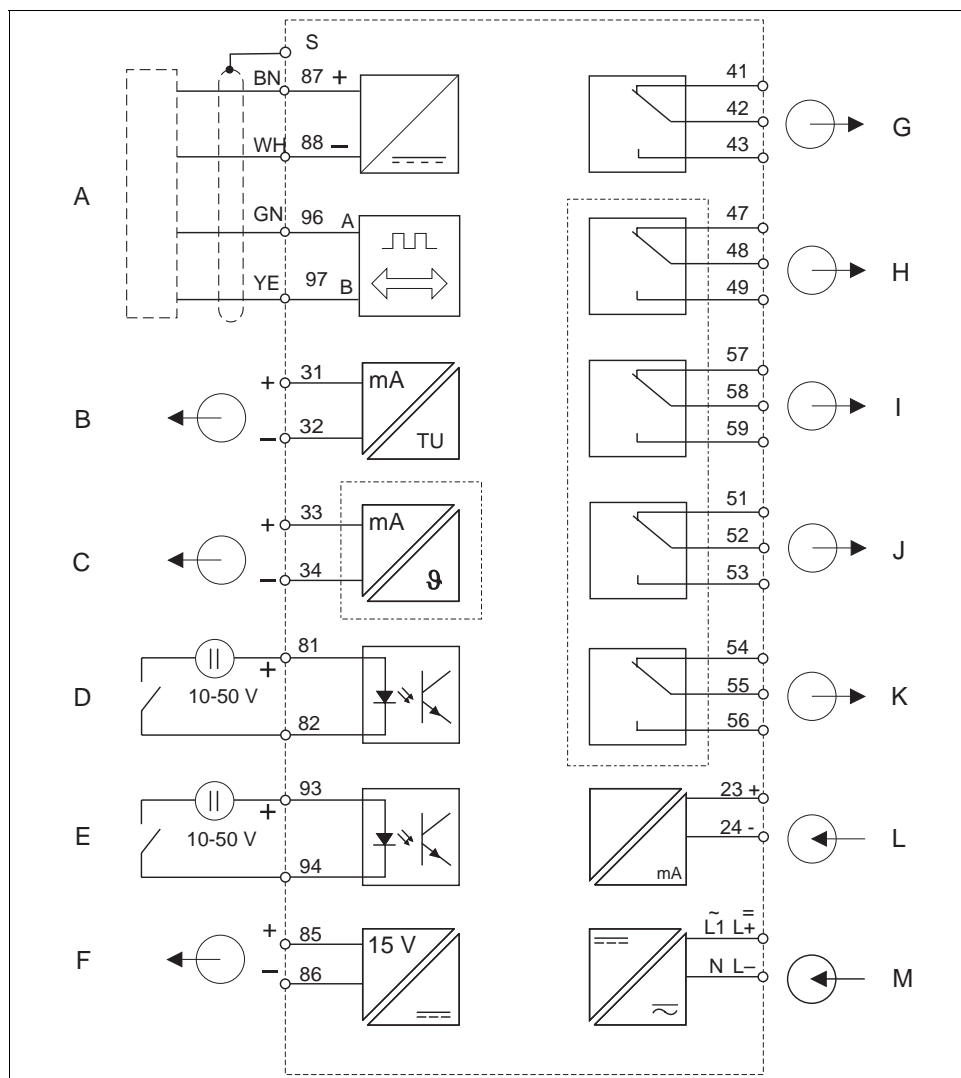 S
BN 87 +
WH 88 –
A
GN 96 A
YE 97 B
+ 31 mA
B
– 32 TU
+ 33 mA
C
– 34 ϑ
81
+
D
10-50 V
82
93
+
E
10-50 V
94
+ 85 15 V
F
– 86
41
42 G
43
47
48 H
49
57
58 I
59
51
52 J
53
54
55 K
56
23 +
24 - L
mA
~ =
L1 L+
N L– M